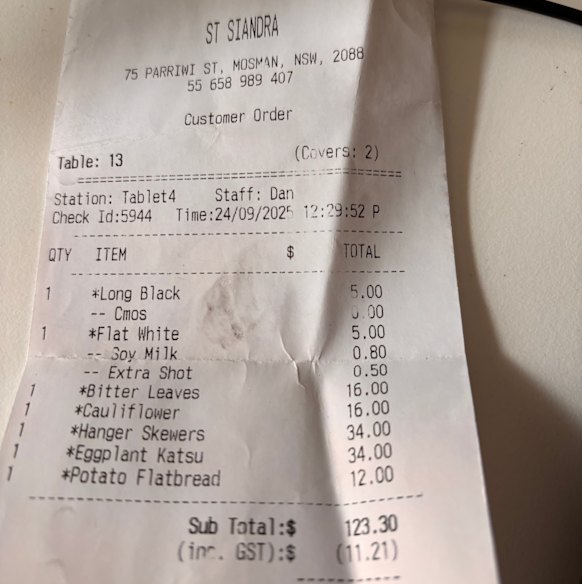 ST SIANDRA
75 PARRIWI ST, MOSMAN, NSW, 2088
55 658 989 407
Customer Order
Table: 13 (Covers: 2)
Station: Tablet4 Staff: Dan
Check Id:5944 Time:24/09/2025 12:29:52 P
QTY ITEM $ TOTAL
1 *Long Black 5.00
-- Cmos 0.00
1 *Flat White 5.00
-- Soy Milk 0.80
-- Extra Shot 0.50
1 *Bitter Leaves 16.00
1 *Cauliflower 16.00
1 *Hanger Skewers 34.00
1 *Eggplant Katsu 34.00
1 *Potato Flatbread 12.00
Sub Total:$ 123.30
(inc. GST):$ (11.21)